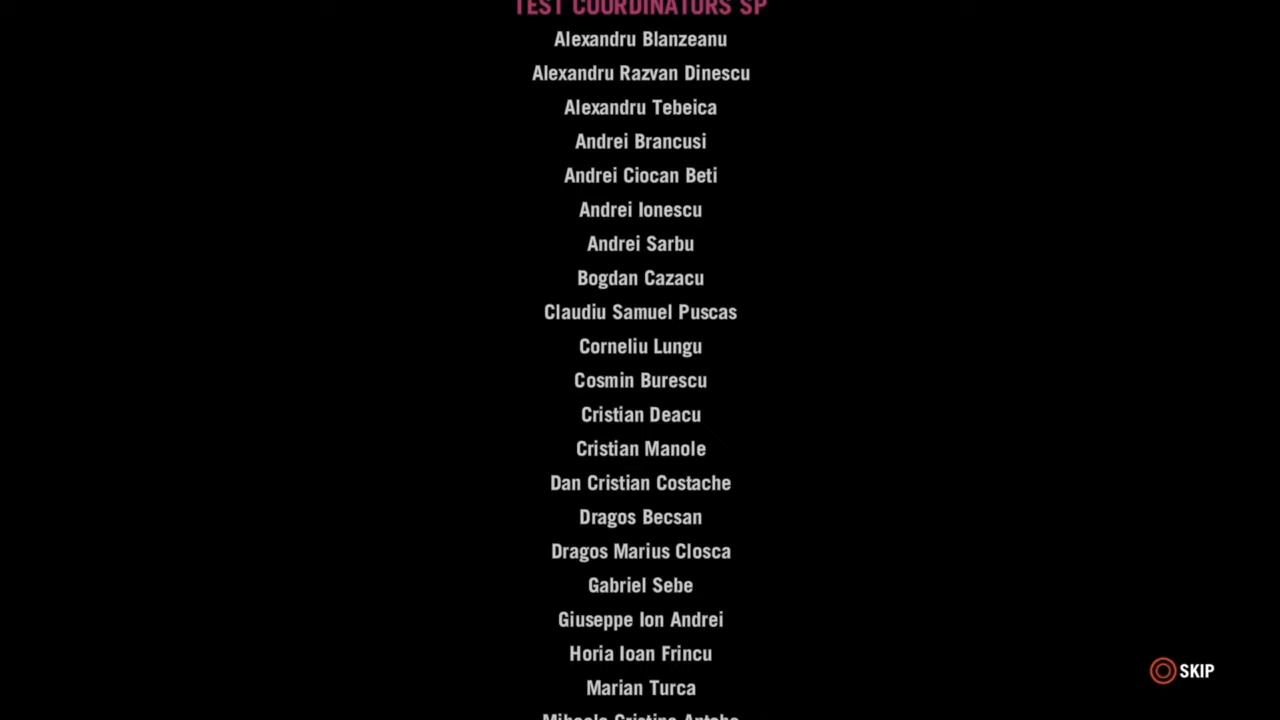 TEST COORDINATORS SP
Alexandru Blanzeanu
Alexandru Razvan Dinescu
Alexandru Tebeica
Andrei Brancusi
Andrei Ciocan Beti
Andrei Ionescu
Andrei Sarbu
Bogdan Cazacu
Claudiu Samuel Puscas
Corneliu Lungu
Cosmin Burescu
Cristian Deacu
Cristian Manole
Dan Cristian Costache
Dragos Becsan
Dragos Marius Closca
Gabriel Sebe
Giuseppe Ion Andrei
Horia Ioan Frincu
SKIP
Marian Turca